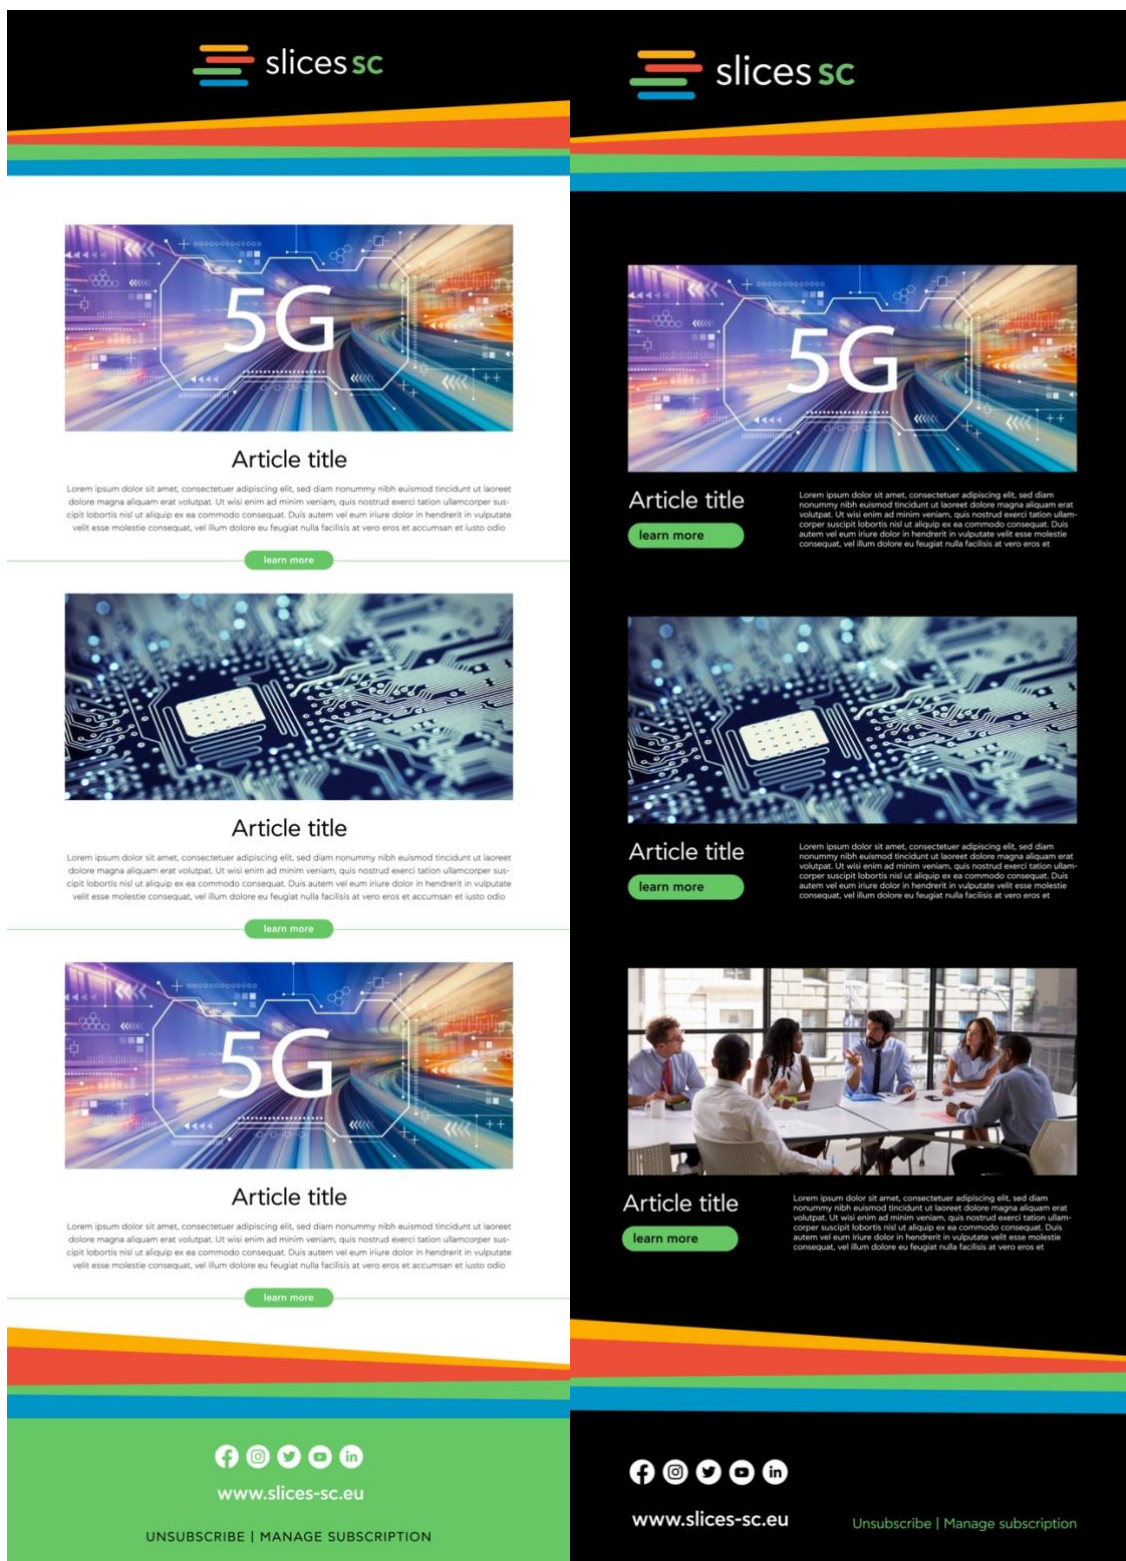 slices sc
5G
Article title
Lorem ipsum dolor sit amet, consectetuer adipiscing elit, sed diam nonummy nibh euismod tincidunt ut laoreet
dolore magna aliquam erat volutpat. Ut wisi enim ad minim veniam, quis nostrud exerci tation ullamcorper sus-
cipit lobortis nisl ut aliquip ex ea commodo consequat. Duis autem vel eum iriure dolor in hendrerit in vulputate
velit esse molestie consequat, vel illum dolore eu feugiat nulla facilisis at vero eros et accumsan et iusto odio
learn more
Article title
Lorem ipsum dolor sit amet, consectetuer adipiscing elit, sed diam nonummy nibh euismod tincidunt ut laoreet
dolore magna aliquam erat volutpat. Ut wisi enim ad minim veniam, quis nostrud exerci tation ullamcorper sus-
cipit lobortis nisl ut aliquip ex ea commodo consequat. Duis autem vel eum iriure dolor in hendrerit in vulputate
velit esse molestie consequat, vel illum dolore eu feugiat nulla facilisis at vero eros et accumsan et iusto odio
learn more
5G
Article title
Lorem ipsum dolor sit amet, consectetuer adipiscing elit, sed diam nonummy nibh euismod tincidunt ut laoreet
dolore magna aliquam erat volutpat. Ut wisi enim ad minim veniam, quis nostrud exerci tation ullamcorper sus-
cipit lobortis nisl ut aliquip ex ea commodo consequat. Duis autem vel eum iriure dolor in hendrerit in vulputate
velit esse molestie consequat, vel illum dolore eu feugiat nulla facilisis at vero eros et accumsan et iusto odio
learn more
www.slices-sc.eu
UNSUBSCRIBE | MANAGE SUBSCRIPTION
slices sc
5G
Article title
learn more
Lorem ipsum dolor sit amet, consectetuer adipiscing elit, sed diam
nonummy nibh euismod tincidunt ut laoreet dolore magna aliquam erat
volutpat. Ut wisi enim ad minim veniam, quis nostrud exerci tation ullam-
corper suscipit lobortis nisl ut aliquip ex ea commodo consequat. Duis
autem vel eum iriure dolor in hendrerit in vulputate velit esse molestie
consequat, vel illum dolore eu feugiat nulla facilisis at vero eros et
Article title
learn more
Lorem ipsum dolor sit amet, consectetuer adipiscing elit, sed diam
nonummy nibh euismod tincidunt ut laoreet dolore magna aliquam erat
volutpat. Ut wisi enim ad minim veniam, quis nostrud exerci tation ullam-
corper suscipit lobortis nisl ut aliquip ex ea commodo consequat. Duis
autem vel eum iriure dolor in hendrerit in vulputate velit esse molestie
consequat, vel illum dolore eu feugiat nulla facilisis at vero eros et
Article title
learn more
Lorem ipsum dolor sit amet, consectetuer adipiscing elit, sed diam
nonummy nibh euismod tincidunt ut laoreet dolore magna aliquam erat
volutpat. Ut wisi enim ad minim veniam, quis nostrud exerci tation ullam-
corper suscipit lobortis nisl ut aliquip ex ea commodo consequat. Duis
autem vel eum iriure dolor in hendrerit in vulputate velit esse molestie
consequat, vel illum dolore eu feugiat nulla facilisis at vero eros et
www.slices-sc.eu
Unsubscribe | Manage subscription